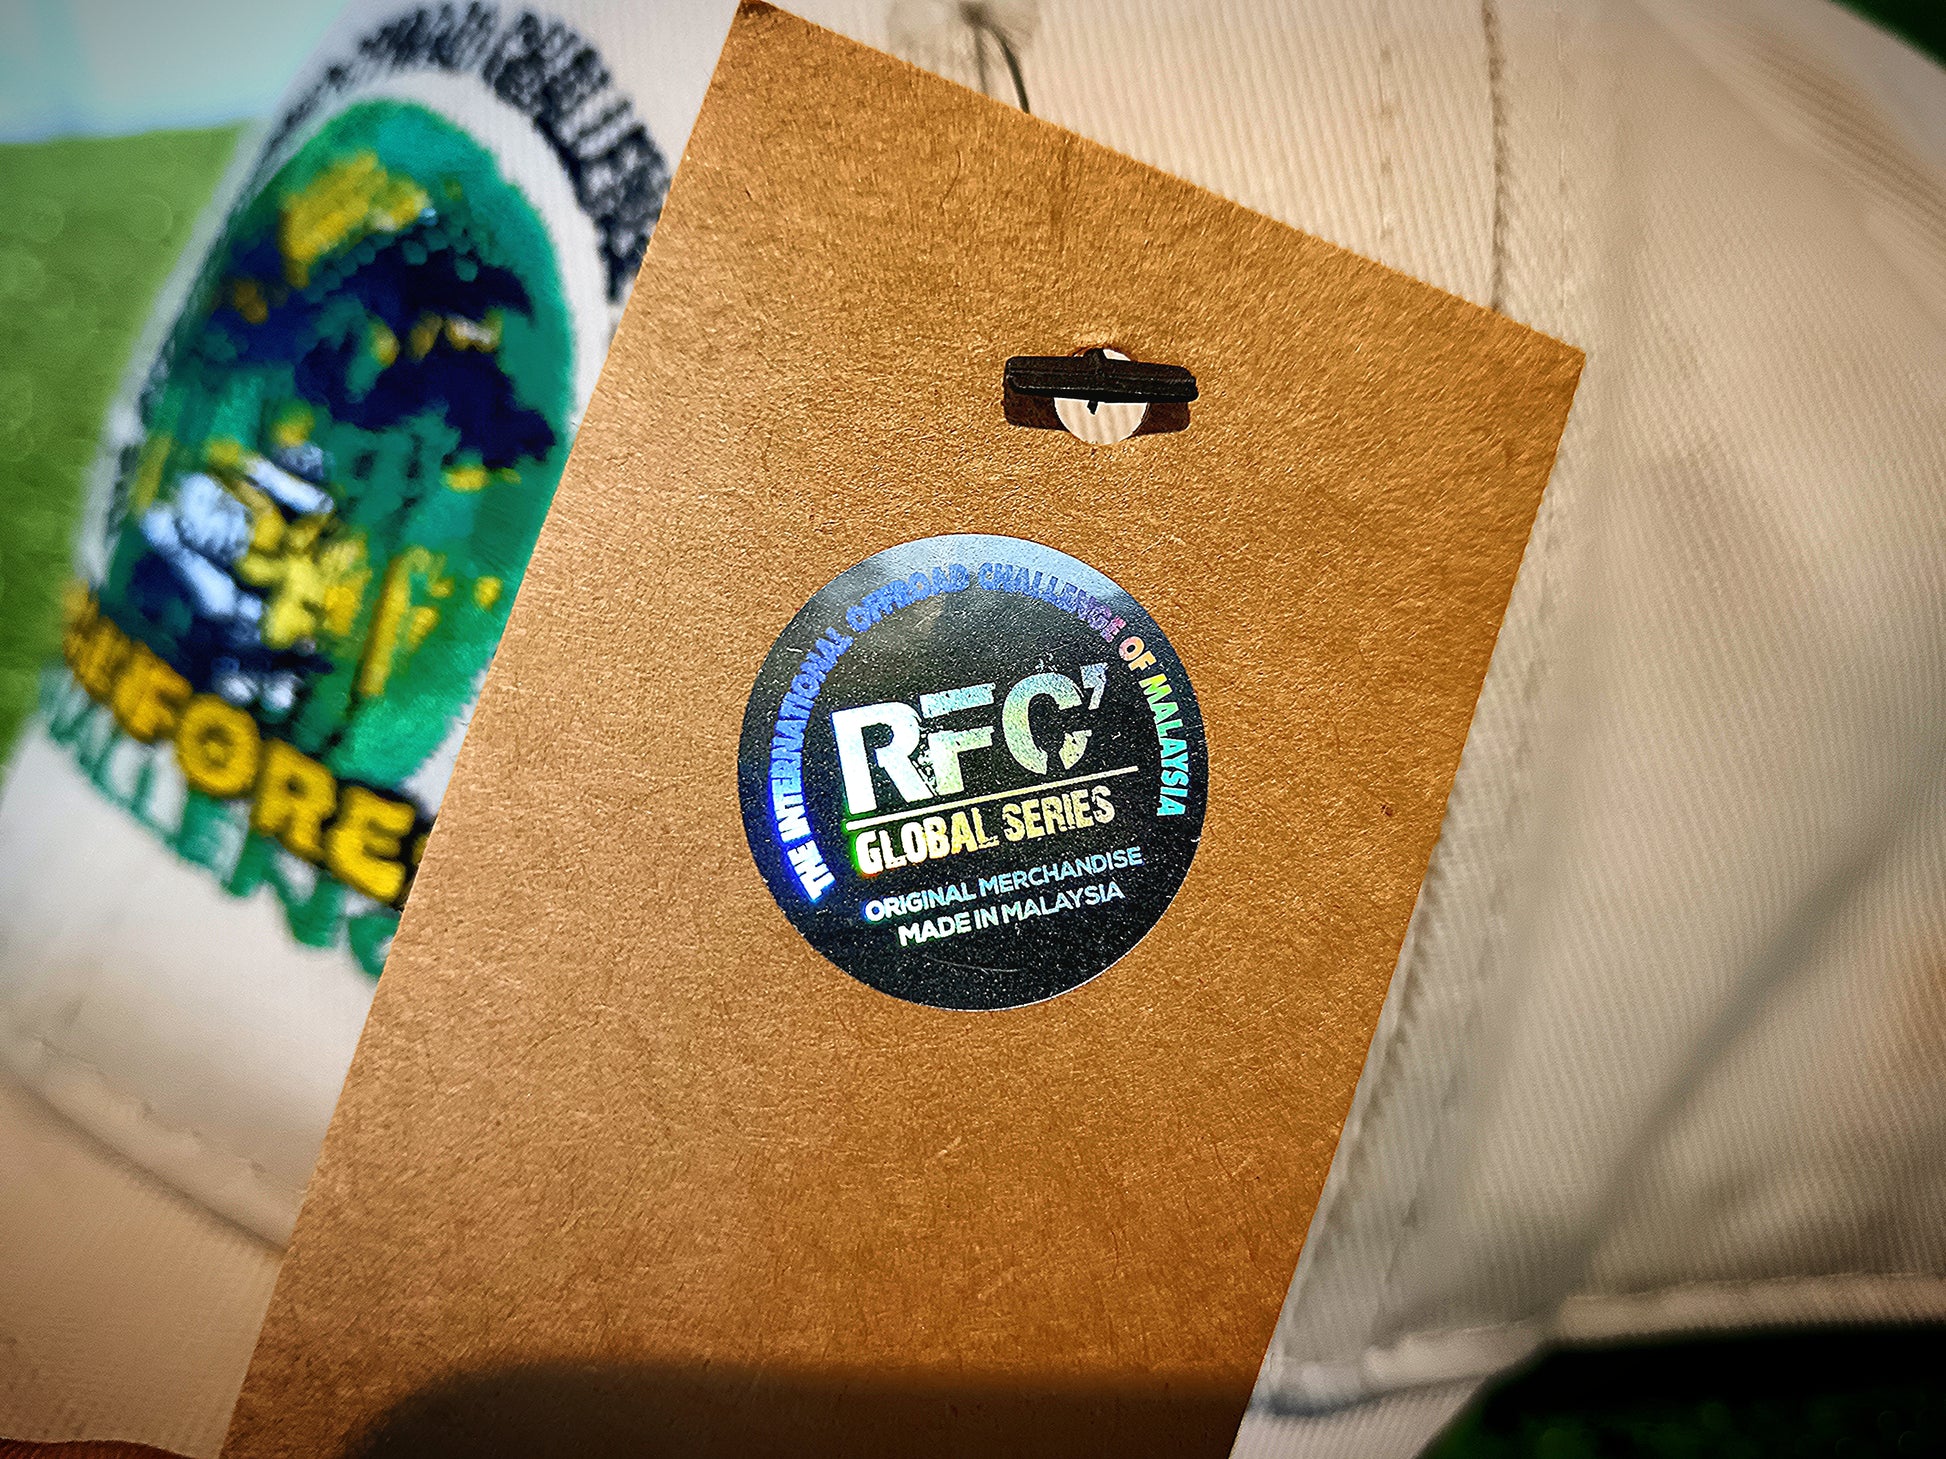 THE INTERNATIONAL OFFROAD CHALLENGE OF MALAYSIA
RFC'
GLOBAL SERIES
ORIGINAL MERCHANDISE
MADE IN MALAYSIA